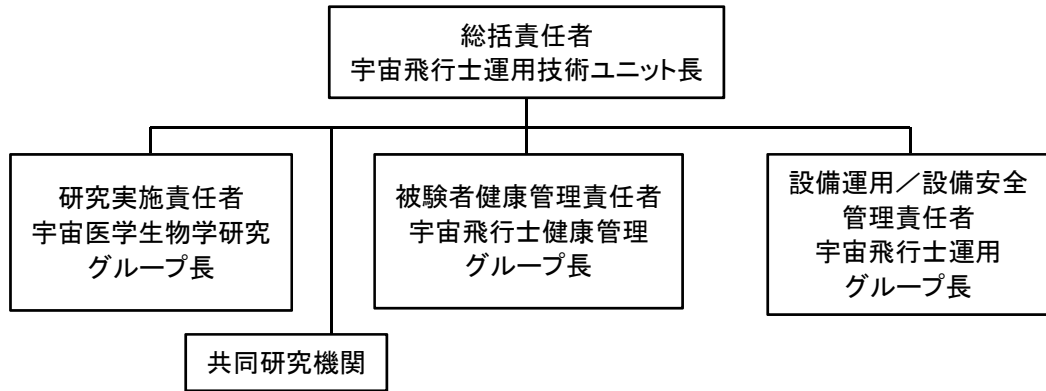 総括責任者
宇宙飛行士運用技術ユニット長
研究実施責任者
宇宙医学生物学研究
グループ長
被験者健康管理責任者
宇宙飛行士健康管理
グループ長
設備運用／設備安全
管理責任者
宇宙飛行士運用
グループ長
共同研究機関